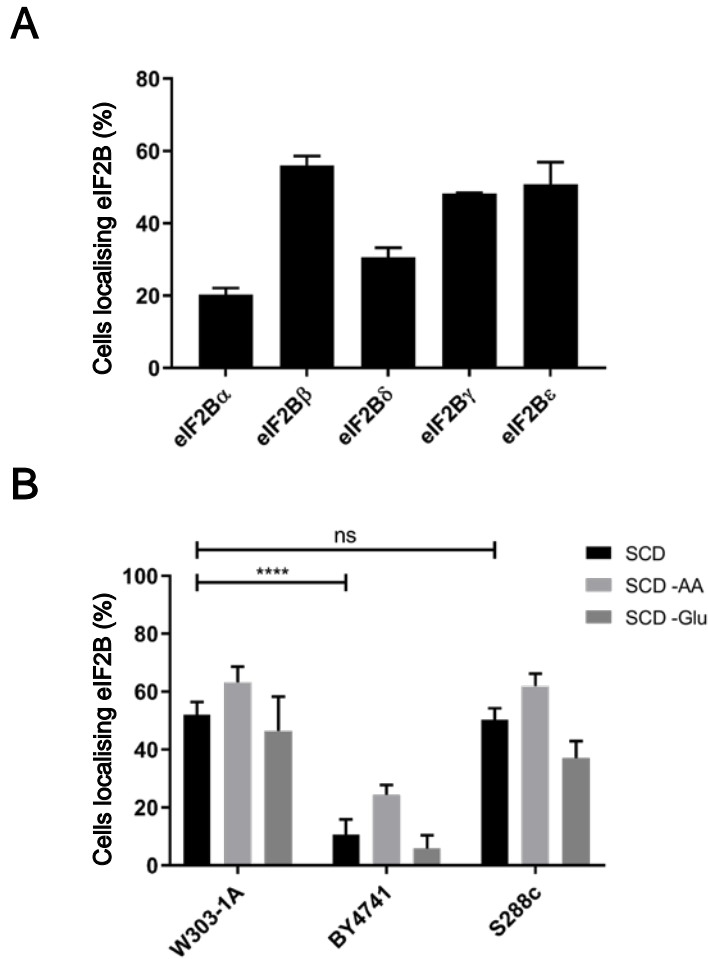 A
Cells localising eIF2B (%)
80
60
40
20
0
eIF2Bα
eIF2Bβ
eIF2Bδ
eIF2Bγ
eIF2Bε
B
ns
****
SCD
SCD -AA
SCD -Glu
Cells localising eIF2B (%)
100
80
60
40
20
0
W303-1A
BY4741
S288c